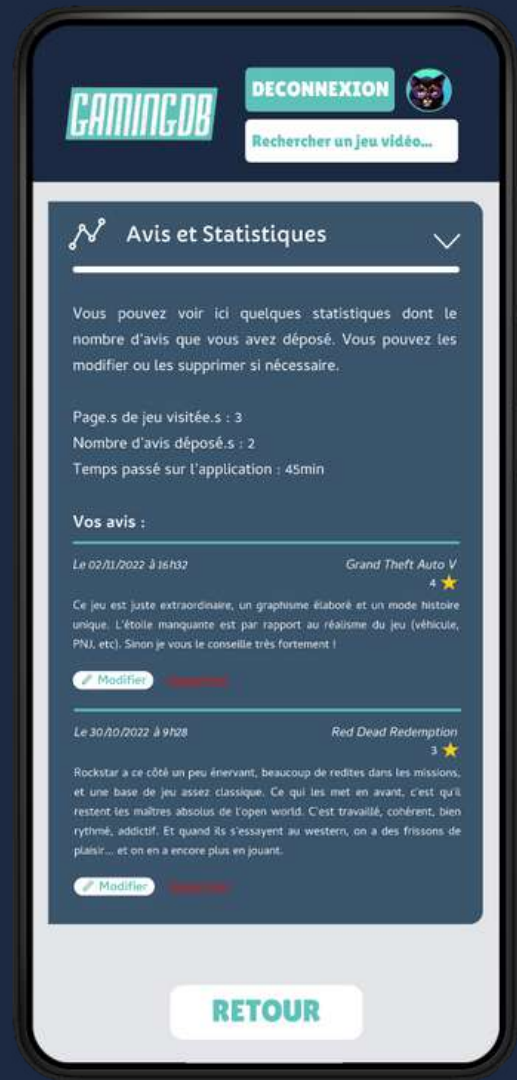 GAMINGDB
DECONNEXION
Rechercher un jeu vidéo...
Avis et Statistiques
Vous pouvez voir ici quelques statistiques dont le
nombre d'avis que vous avez déposé. Vous pouvez les
modifier ou les supprimer si nécessaire.
Page.s de jeu visitée.s : 3
Nombre d'avis déposé.s : 2
Temps passé sur l'application : 45min
Vos avis :
Le 02/11/2022 à 16h32
Grand Theft Auto V
4
Ce jeu est juste extraordinaire, un graphisme élaboré et un mode histoire
unique. L'étoile manquante est par rapport au réalisme du jeu (véhicule,
PNJ, etc). Sinon je vous le conseille très fortement !
Modifier
Le 30/10/2022 à 9h28
Red Dead Redemption
3
Rockstar a ce côté un peu énervant, beaucoup de redites dans les missions,
et une base de jeu assez classique. Ce qui les met en avant, c'est qu'il
restent les maîtres absolus de l'open world. C'est travaillé, cohérent, bien
rythmé, addictif. Et quand ils s'essayent au western, on a des frissons de
plaisir... et on en a encore plus en jouant.
Modifier
RETOUR